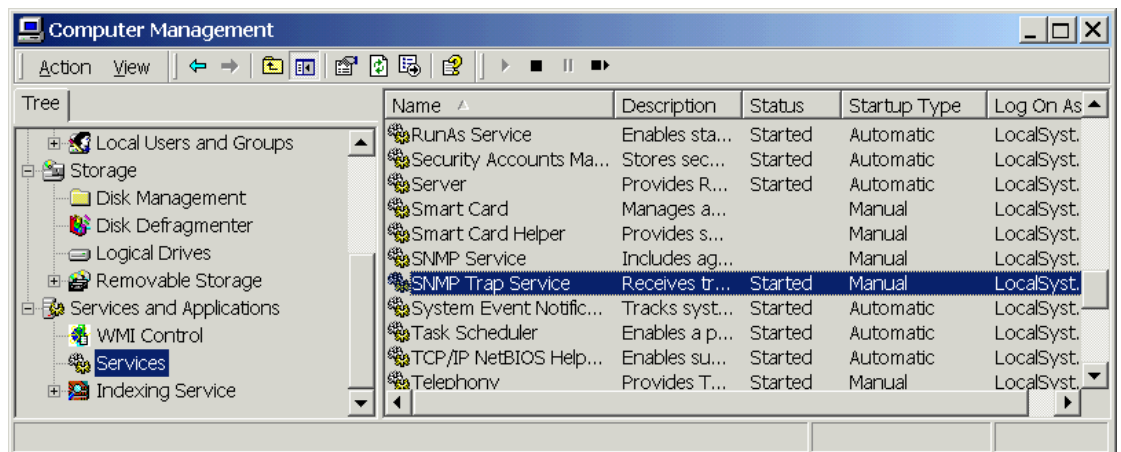 Computer Management
Action View
Tree
Local Users and Groups
Storage
Disk Management
Disk Defragmenter
Logical Drives
Removable Storage
Services and Applications
WMI Control
Services
Indexing Service
Name Description Status Startup Type Log On As
RunAs Service Enables sta... Started Automatic LocalSyst.
Security Accounts Ma... Stores sec... Started Automatic LocalSyst.
Server Provides R... Started Automatic LocalSyst.
Smart Card Manages a... Manual LocalSyst.
Smart Card Helper Provides s... Manual LocalSyst.
SNMP Service Includes ag... Manual LocalSyst.
SNMP Trap Service Receives tr... Started Manual LocalSyst.
System Event Notific... Tracks syst... Started Automatic LocalSyst.
Task Scheduler Enables a p... Started Automatic LocalSyst.
TCP/IP NetBIOS Help... Enables su... Started Automatic LocalSyst.
Telephony Provides T... Started Manual LocalSyst.